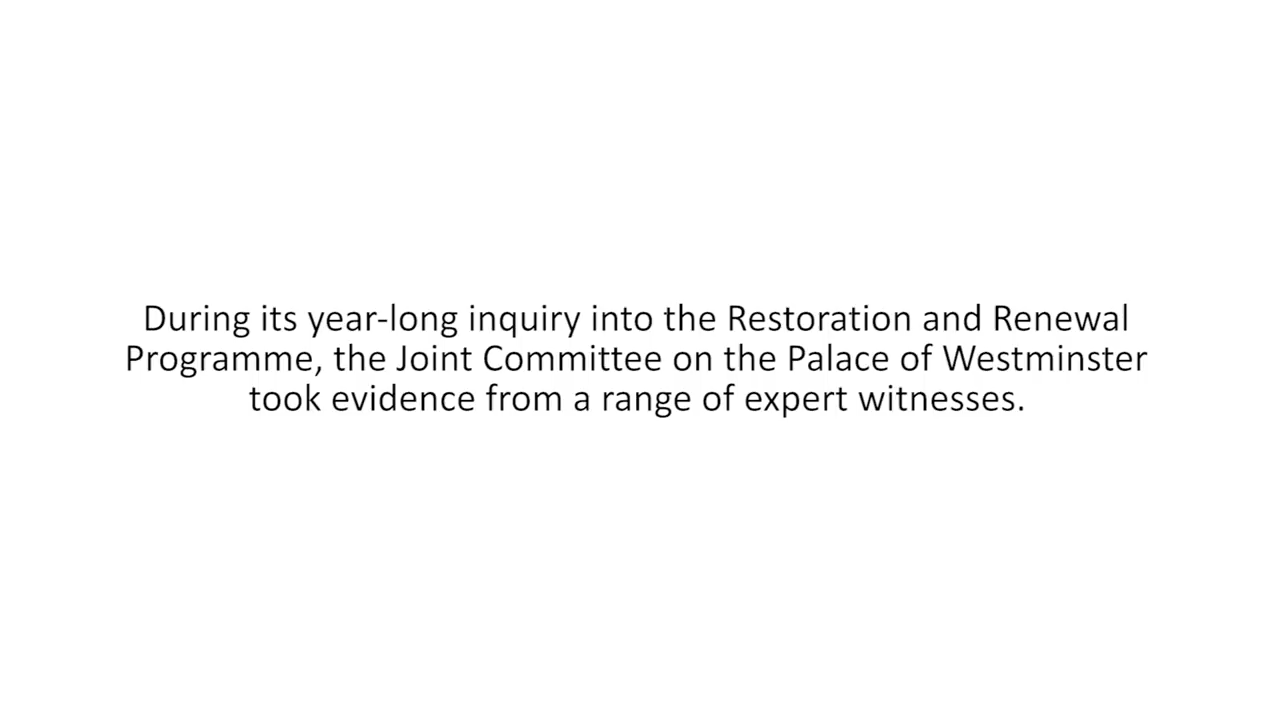 During its year-long inquiry into the Restoration and Renewal
Programme, the Joint Committee on the Palace of Westminster
took evidence from a range of expert witnesses.